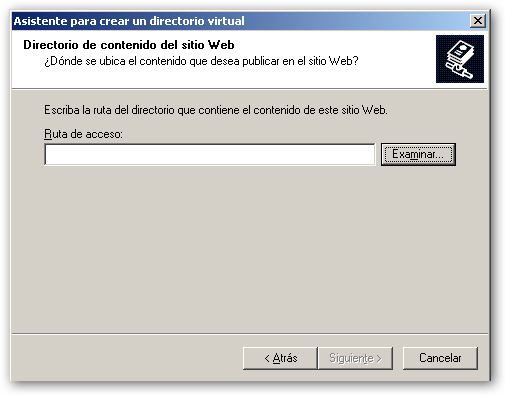 Asistente para crear un directorio virtual
Directorio de contenido del sitio Web
¿Dónde se ubica el contenido que desea publicar en el sitio Web?
Escriba la ruta del directorio que contiene el contenido de este sitio Web.
Ruta de acceso:
Examinar...
< Atrás
Siguiente >
Cancelar